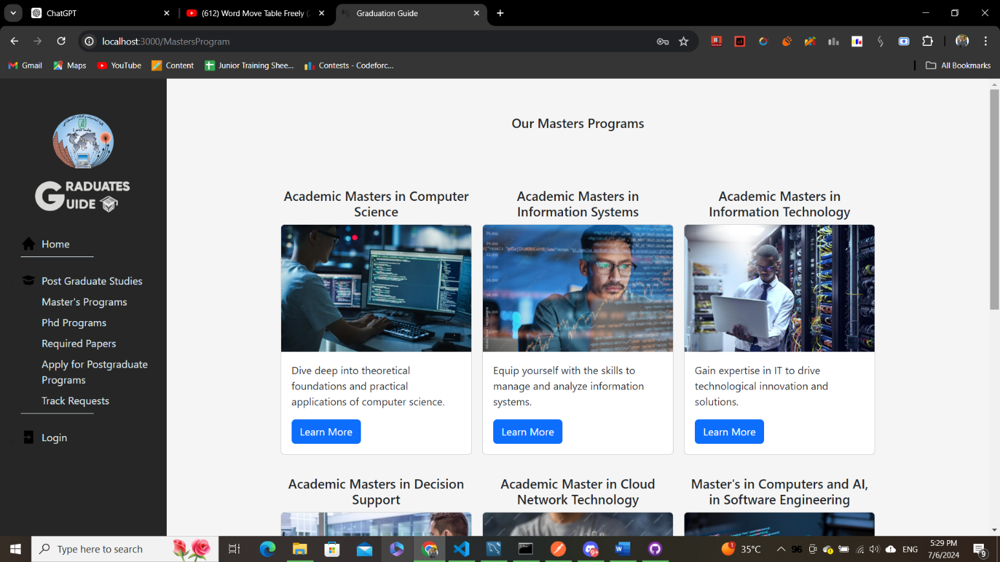 ChatGPT
(612) Word Move Table Freely (
Graduation Guide
localhost:3000/MastersProgram
Gmail
Maps
YouTube
Content
Junior Training Shee...
Contests - Codeforc...
All Bookmarks
GRADUATES
GUIDE
Home
Post Graduate Studies
Master's Programs
Phd Programs
Required Papers
Apply for Postgraduate
Programs
Track Requests
Login
Our Masters Programs
Academic Masters in Computer
Science
Academic Masters in
Information Systems
Academic Masters in
Information Technology
Dive deep into theoretical
foundations and practical
applications of computer science.
Learn More
Equip yourself with the skills to
manage and analyze information
systems.
Learn More
Gain expertise in IT to drive
technological innovation and
solutions.
Learn More
Academic Masters in Decision
Support
Academic Master in Cloud
Network Technology
Master's in Computers and AI,
in Software Engineering
Type here to search
9+
1
35°C
96
ENG
5:29 PM
7/6/2024
9